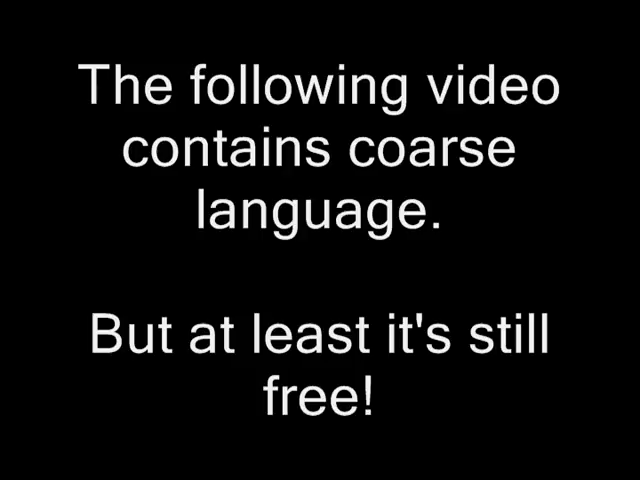 The following video
contains coarse
language.
But at least it's still
free!